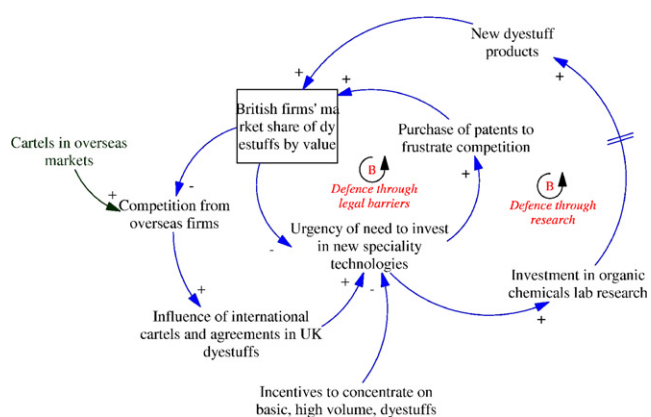 New dyestuff
products
+
+
+
British firms' ma
rket share of dy
estuffs by value
Purchase of patents to
frustrate competition
Cartels in overseas
markets
B
Defence through
legal barriers
B
Defence through
research
+
-
+
Competition from
overseas firms
Urgency of need to invest
in new speciality
technologies
-
Investment in organic
chemicals lab research
+
+
-
+
Influence of international
cartels and agreements in UK
dyestuffs
Incentives to concentrate on
basic, high volume, dyestuffs